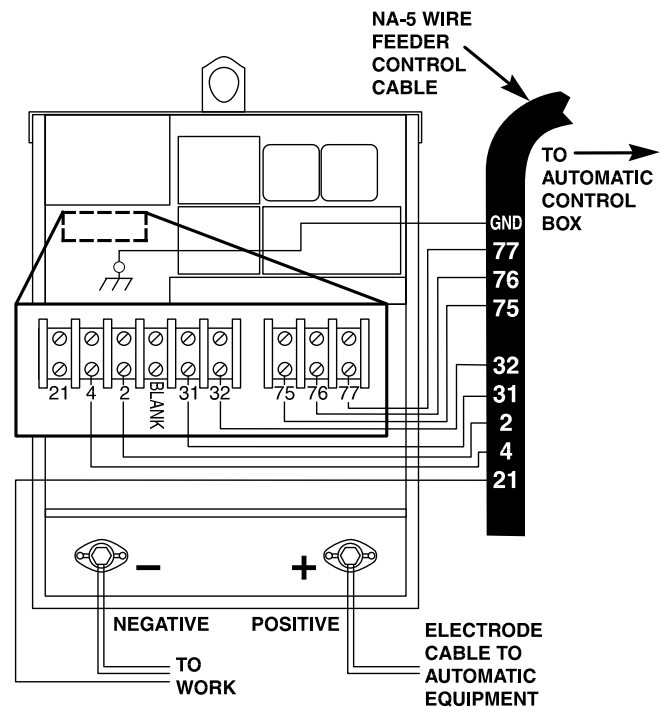 NA-5 WIRE
FEEDER
CONTROL
CABLE
TO
AUTOMATIC
CONTROL
BOX
GND
77
76
75
32
31
2
4
21
21 4 2 BLANK 31 32 75 76 77
– +
NEGATIVE POSITIVE
TO
WORK
ELECTRODE
CABLE TO
AUTOMATIC
EQUIPMENT